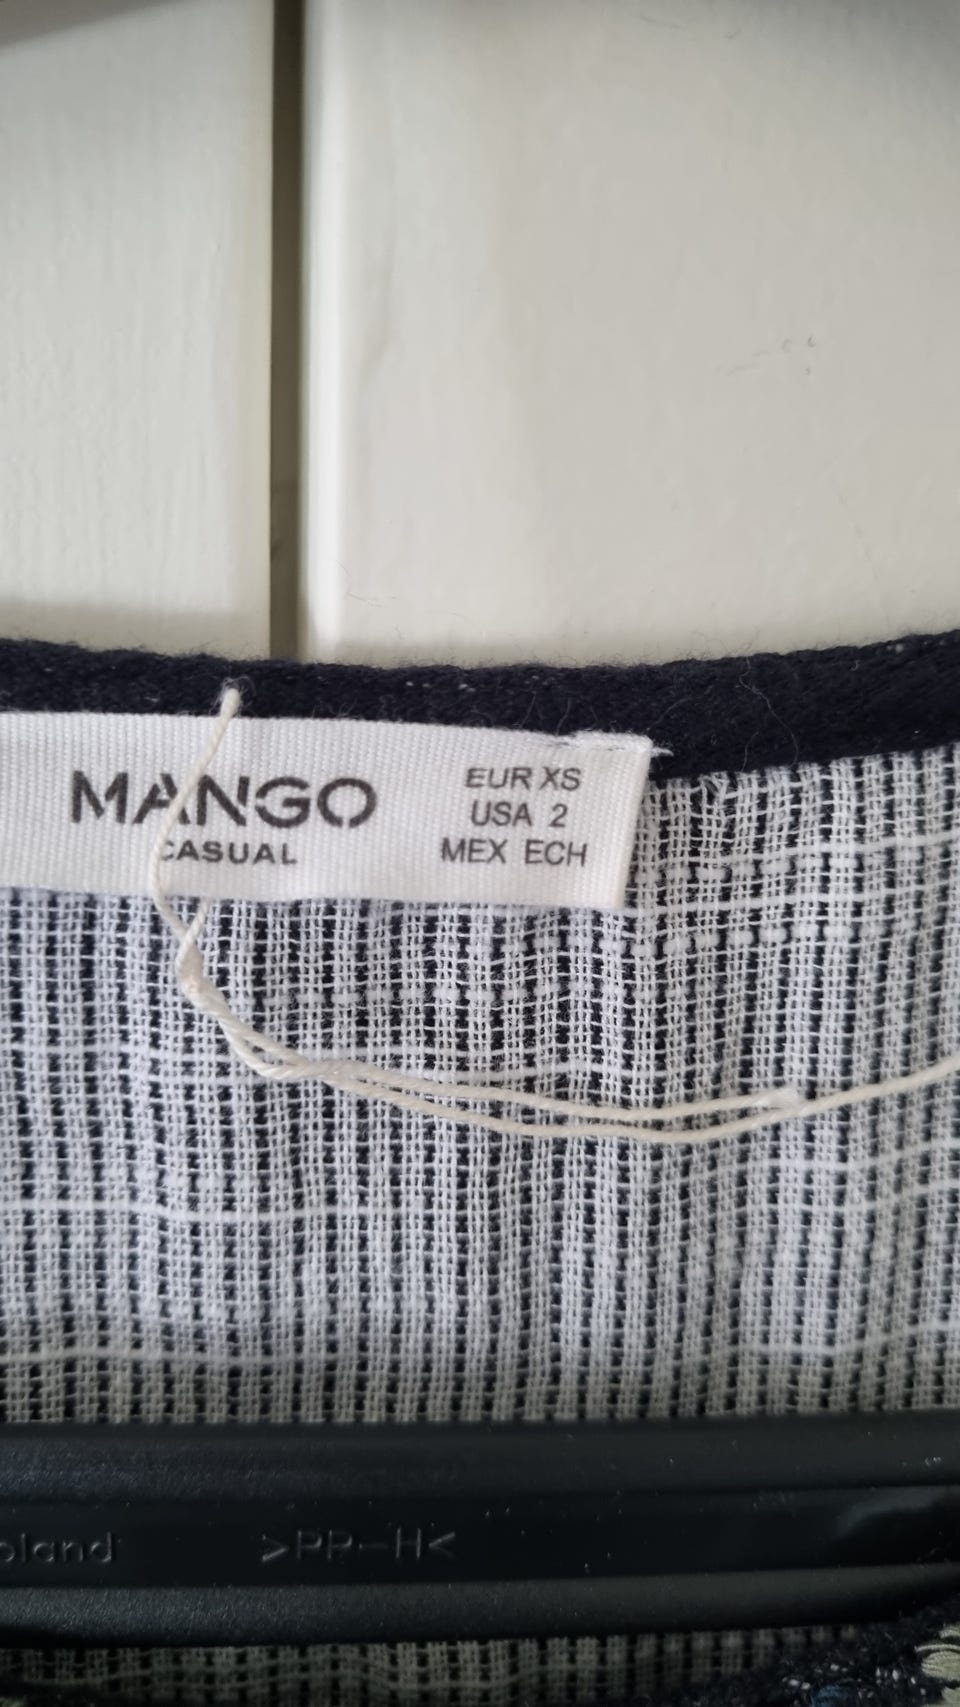 MANGO
CASUAL
EUR XS
USA 2
MEX ECH
>PP-H<